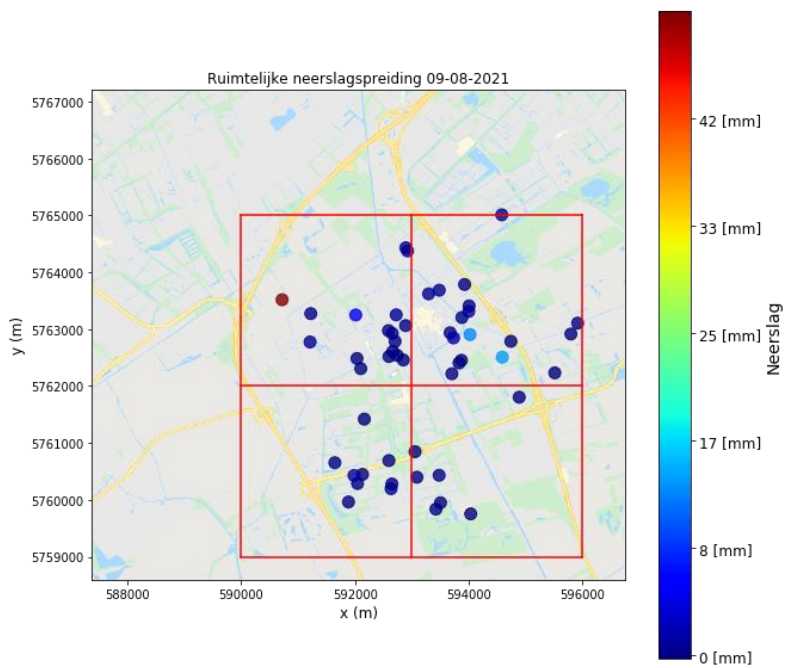 Ruimtelijke neerslagspreiding 09-08-2021
5767000
5766000
5765000
5764000
5763000
5762000
5761000
5760000
5759000
y (m)
588000 590000 592000 594000 596000
x (m)
42 [mm]
33 [mm]
25 [mm]
17 [mm]
8 [mm]
0 [mm]
Neerslag